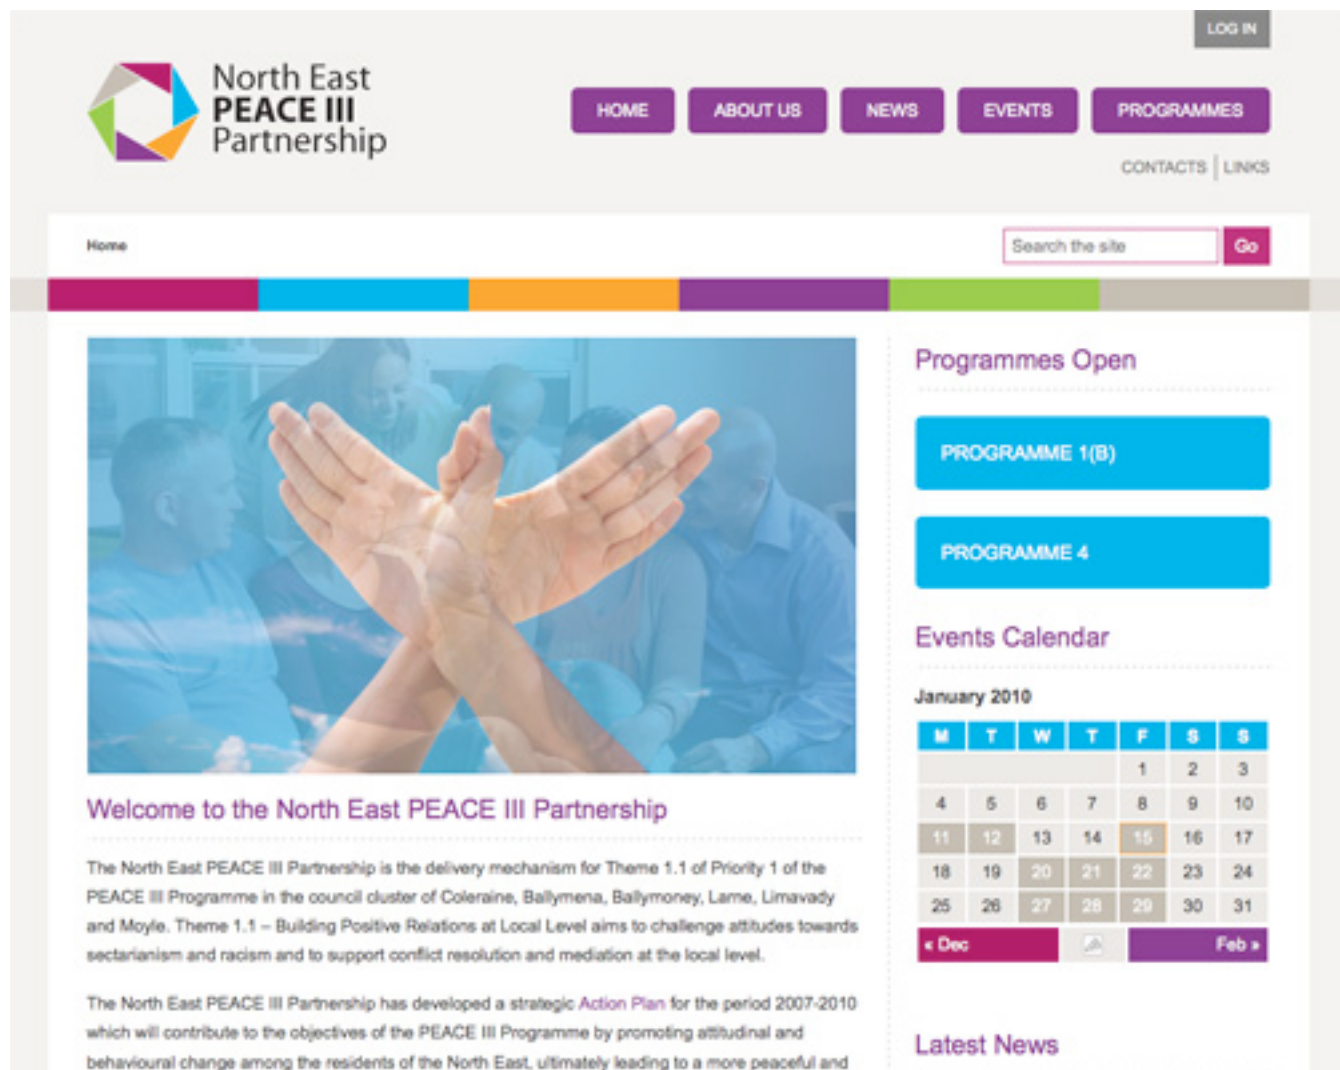 LOG IN
North East
PEACE III
Partnership
HOME ABOUT US NEWS EVENTS PROGRAMMES
CONTACTS | LINKS
Home
Search the site Go
Programmes Open
PROGRAMME 1(B)
PROGRAMME 4
Events Calendar
January 2010
M T W T F S S
1 2 3
4 5 6 7 8 9 10
11 12 13 14 15 16 17
18 19 20 21 22 23 24
25 26 27 28 29 30 31
« Dec Feb »
Latest News
Welcome to the North East PEACE III Partnership
The North East PEACE III Partnership is the delivery mechanism for Theme 1.1 of Priority 1 of the
PEACE III Programme in the council cluster of Coleraine, Ballymena, Ballymoney, Larne, Limavady
and Moyle. Theme 1.1 – Building Positive Relations at Local Level aims to challenge attitudes towards
sectarianism and racism and to support conflict resolution and mediation at the local level.
The North East PEACE III Partnership has developed a strategic Action Plan for the period 2007-2010
which will contribute to the objectives of the PEACE III Programme by promoting attitudinal and
behavioural change among the residents of the North East, ultimately leading to a more peaceful and